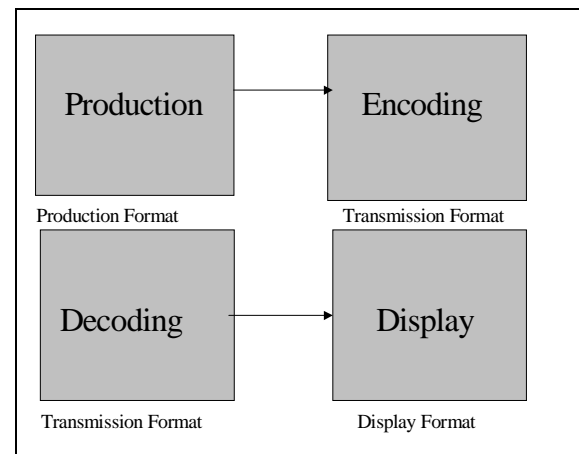 Production
Encoding
Production Format
Transmission Format
Decoding
Display
Transmission Format
Display Format